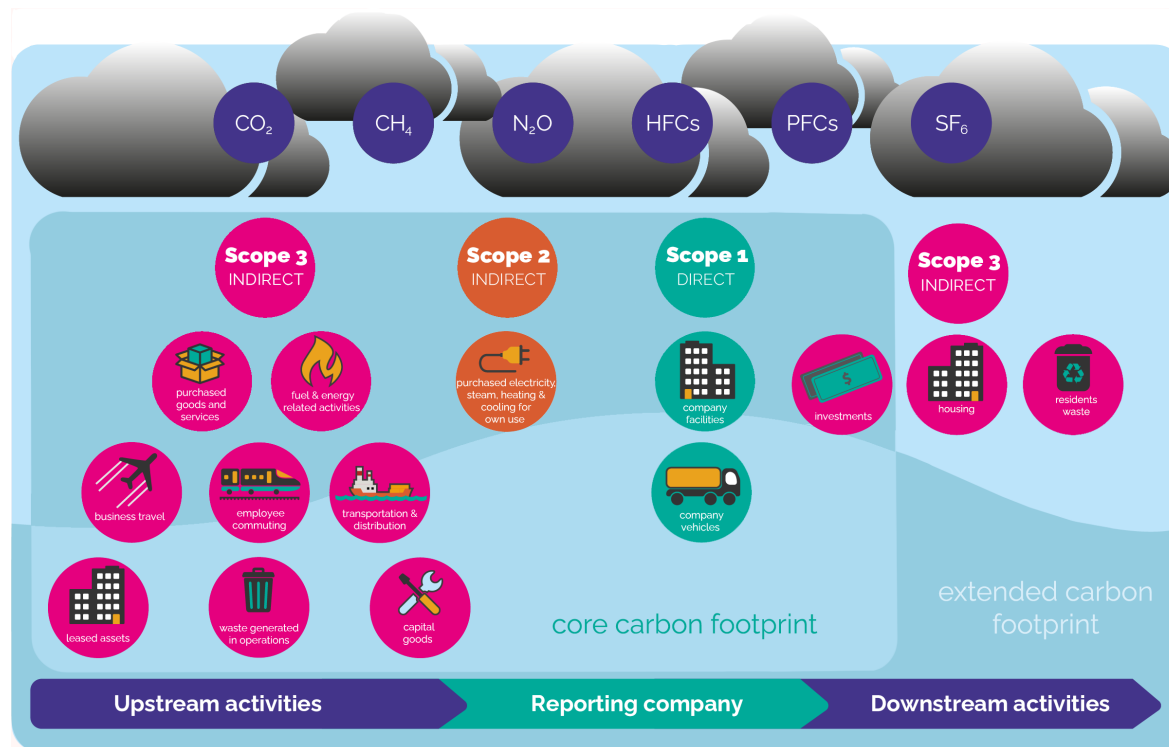 CO₂
CH₄
N₂O
HFCs
PFCs
SF₆
Scope 3
INDIRECT
Scope 2
INDIRECT
Scope 1
DIRECT
Scope 3
INDIRECT
purchased
goods and
services
fuel & energy
related activities
purchased electricity,
steam, heating &
cooling for
own use
company
facilities
$
investments
housing
residents
waste
business travel
employee
commuting
transportation &
distribution
company
vehicles
leased assets
waste generated
in operations
capital
goods
core carbon footprint
extended carbon
footprint
Upstream activities
Reporting company
Downstream activities